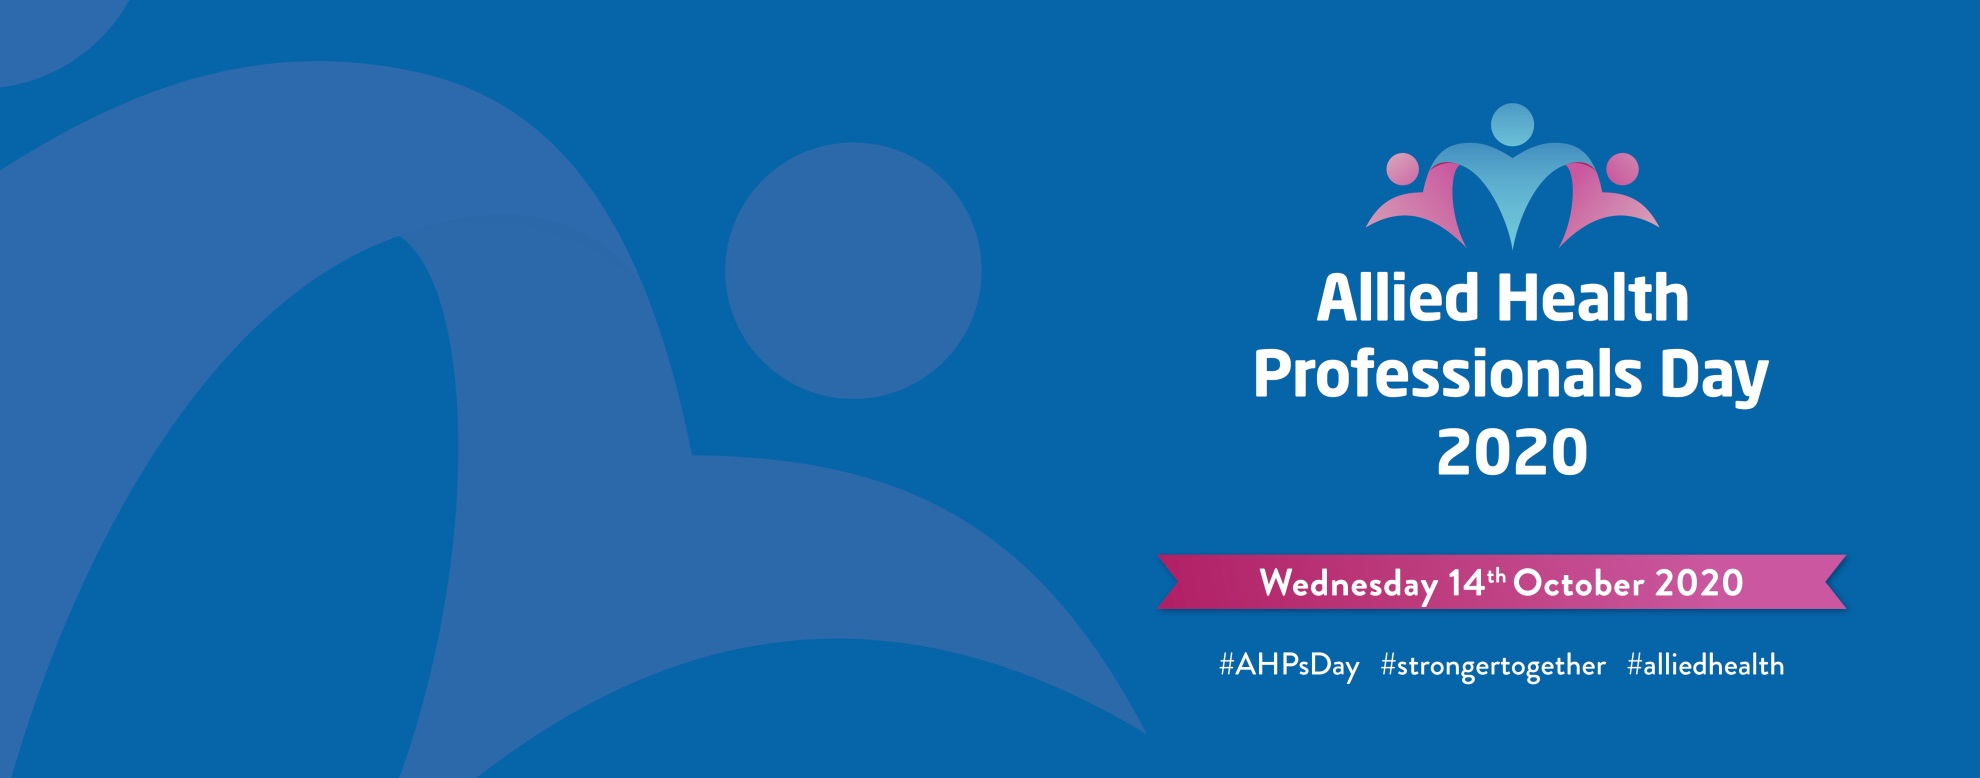 Allied Health
Professionals Day
2020
Wednesday 14th October 2020
#AHPsDay #strongertogether #alliedhealth